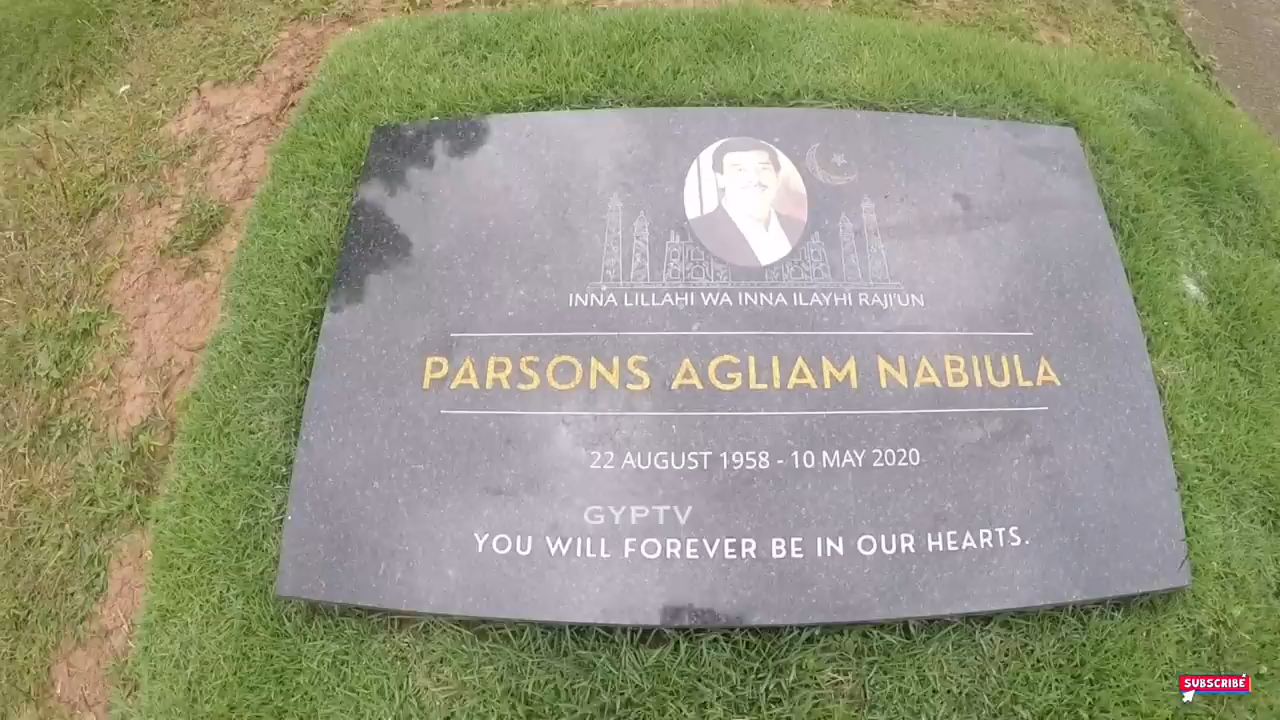 INNA LILLAHI WA INNA ILAYHI RAJI'UN
PARSONS AGLIAM NABIULA
22 AUGUST 1958 - 10 MAY 2020
GYPTV
YOU WILL FOREVER BE IN OUR HEARTS.
SUBSCRIBE